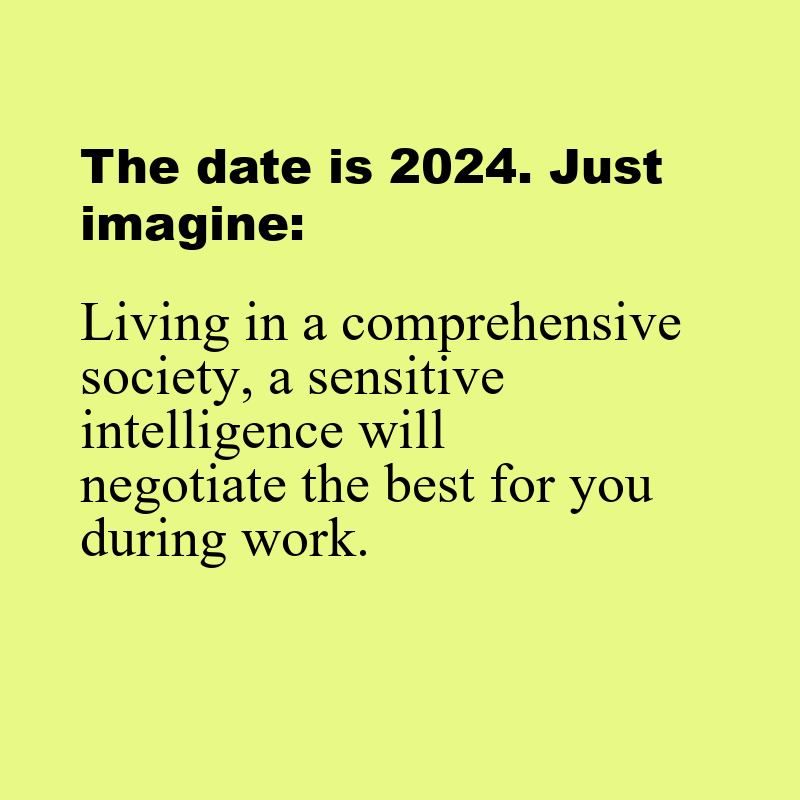 The date is 2024. Just
imagine:
Living in a comprehensive
society, a sensitive
intelligence will
negotiate the best for you
during work.